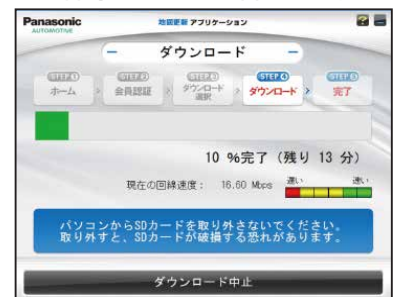 Panasonic
AUTOMOTIVE
地図更新 アプリケーション
?
- ダウンロード -
STEP① STEP② STEP③ STEP④ STEP⑤
ホーム > 会員認証 > ダウンロード選択 > ダウンロード > 完了
10 %完了 (残り 13 分)
現在の回線速度： 16.60 Mbps 遅い 速い
パソコンからSDカードを取り外さないでください。
取り外すと、SDカードが破損する恐れがあります。
ダウンロード中止